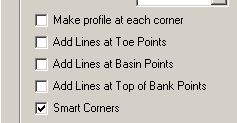 Make profile at each corner
Add Lines at Toe Points
Add Lines at Basin Points
Add Lines at Top of Bank Points
Smart Corners